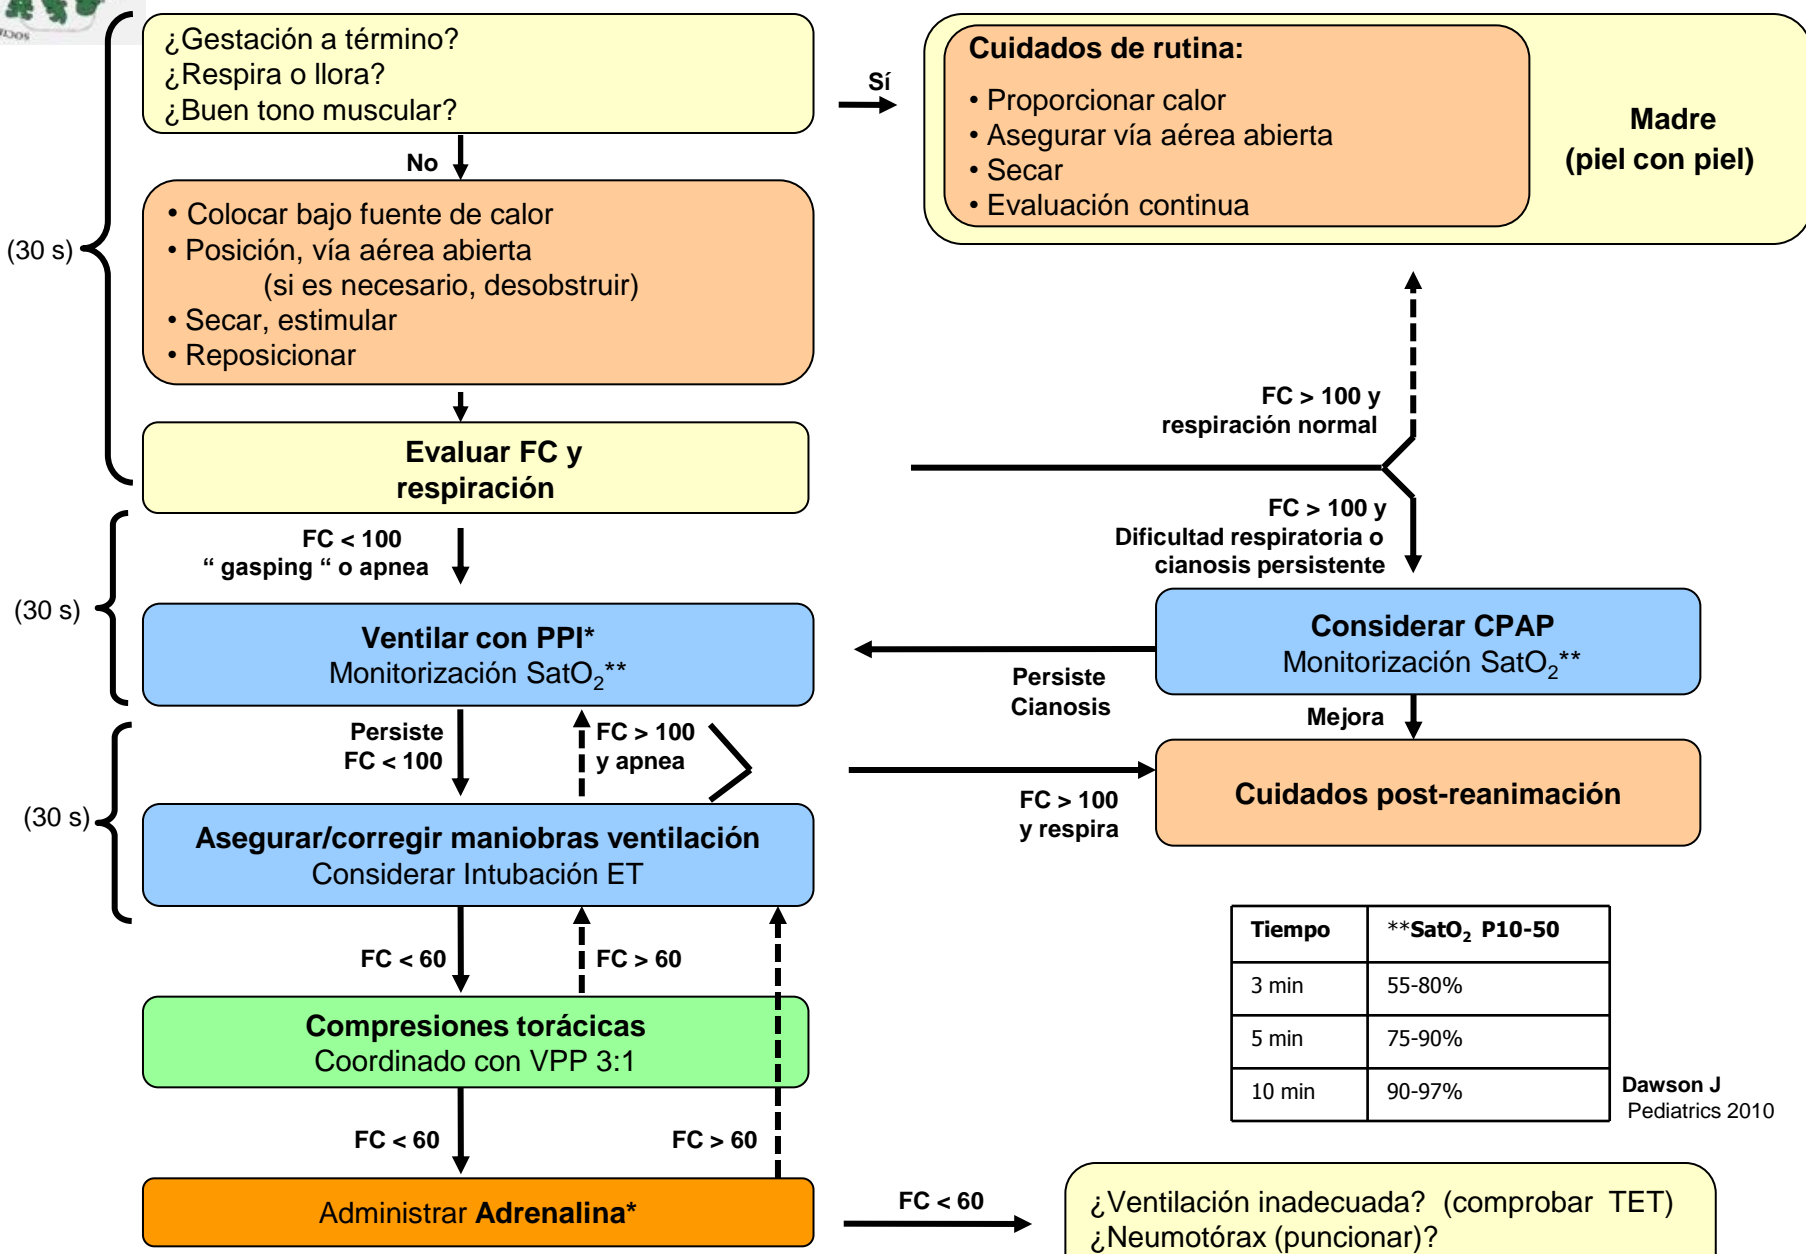 SOCIE
¿Gestación a término?
¿Respira o llora?
¿Buen tono muscular?
Sí
Cuidados de rutina:
• Proporcionar calor
• Asegurar vía aérea abierta
• Secar
• Evaluación continua
Madre
(piel con piel)
No
(30 s)
• Colocar bajo fuente de calor
• Posición, vía aérea abierta
(si es necesario, desobstruir)
• Secar, estimular
• Reposicionar
FC > 100 y
respiración normal
Evaluar FC y
respiración
FC > 100 y
Dificultad respiratoria o
cianosis persistente
FC < 100
“ gasping “ o apnea
(30 s)
Ventilar con PPI*
Monitorización SatO₂**
Considerar CPAP
Monitorización SatO₂**
Persiste
Cianosis
Mejora
Persiste
FC < 100
FC > 100
y apnea
(30 s)
FC > 100
y respira
Cuidados post-reanimación
Asegurar/corregir maniobras ventilación
Considerar Intubación ET
FC < 60
FC > 60
Compresiones torácicas
Coordinado con VPP 3:1
Tiempo **SatO₂ P10-50
3 min 55-80%
5 min 75-90%
10 min 90-97%
Dawson J
Pediatrics 2010
FC < 60
FC > 60
Administrar Adrenalina*
FC < 60
¿Ventilación inadecuada? (comprobar TET)
¿Neumotórax (puncionar)?